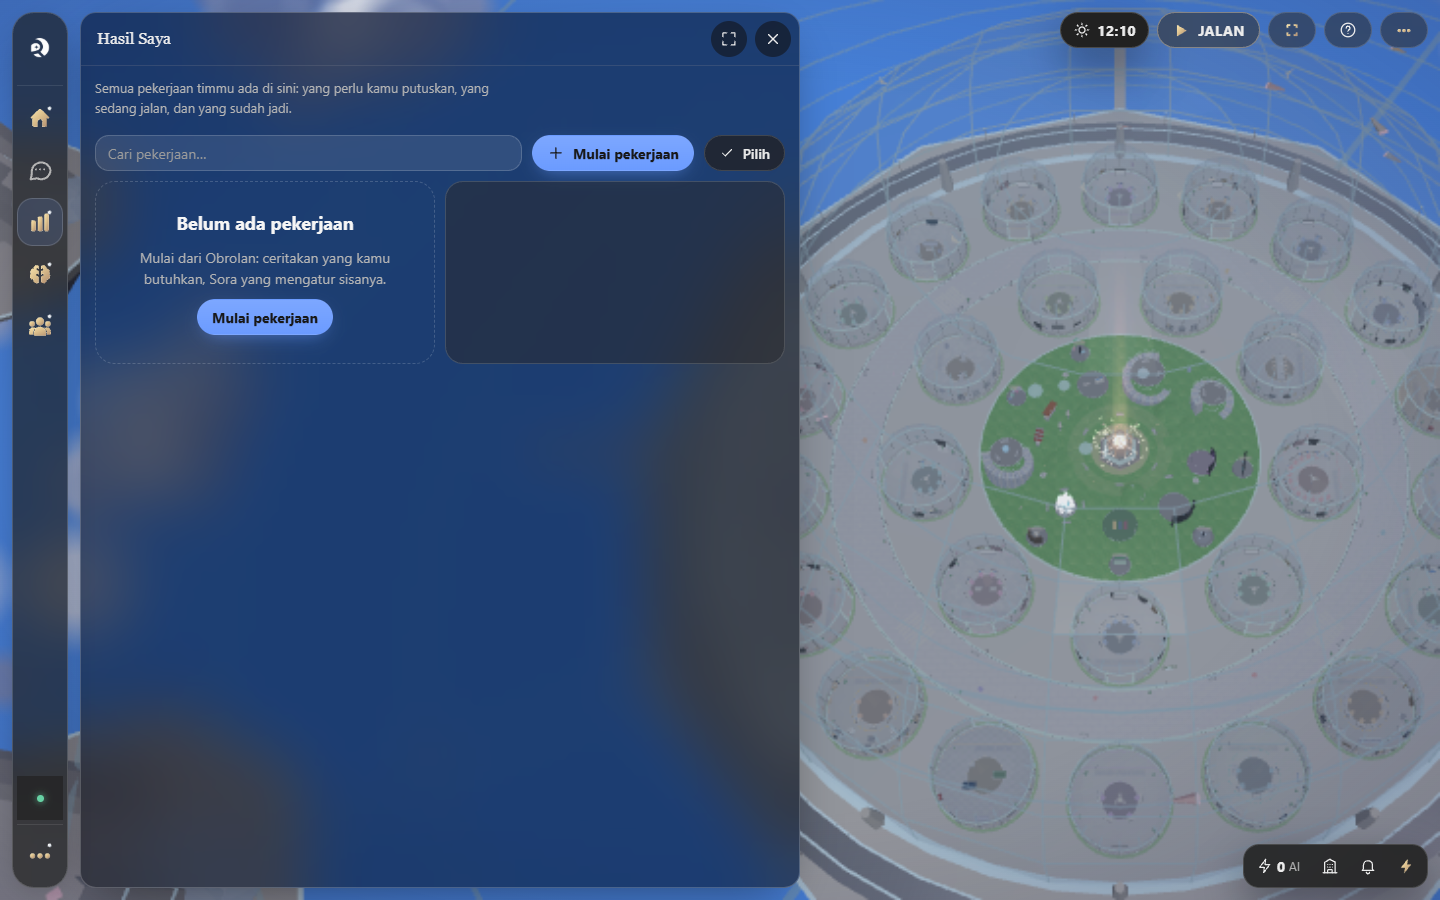 Hasil Saya
12:10
JALAN
Semua pekerjaan timmu ada di sini: yang perlu kamu putuskan, yang
sedang jalan, dan yang sudah jadi.
Cari pekerjaan...
Mulai pekerjaan
Pilih
Belum ada pekerjaan
Mulai dari Obrolan: ceritakan yang kamu
butuhkan, Sora yang mengatur sisanya.
Mulai pekerjaan
0 AI